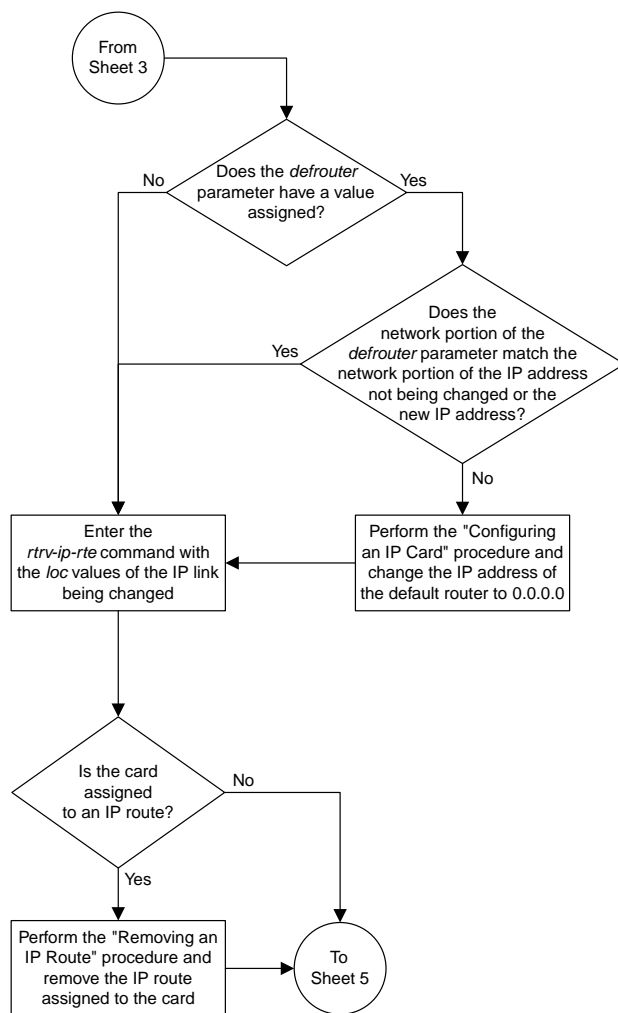 From
Sheet 3
Does the defrouter
parameter have a value
assigned?
No
Yes
Does the
network portion of the
defrouter parameter match the
network portion of the IP address
not being changed or the
new IP address?
Yes
No
Enter the
rtrv-ip-rte command with
the loc values of the IP link
being changed
Perform the "Configuring
an IP Card" procedure and
change the IP address of
the default router to 0.0.0.0
Is the card
assigned
to an IP route?
No
Yes
Perform the "Removing an
IP Route" procedure and
remove the IP route
assigned to the card
To
Sheet 5